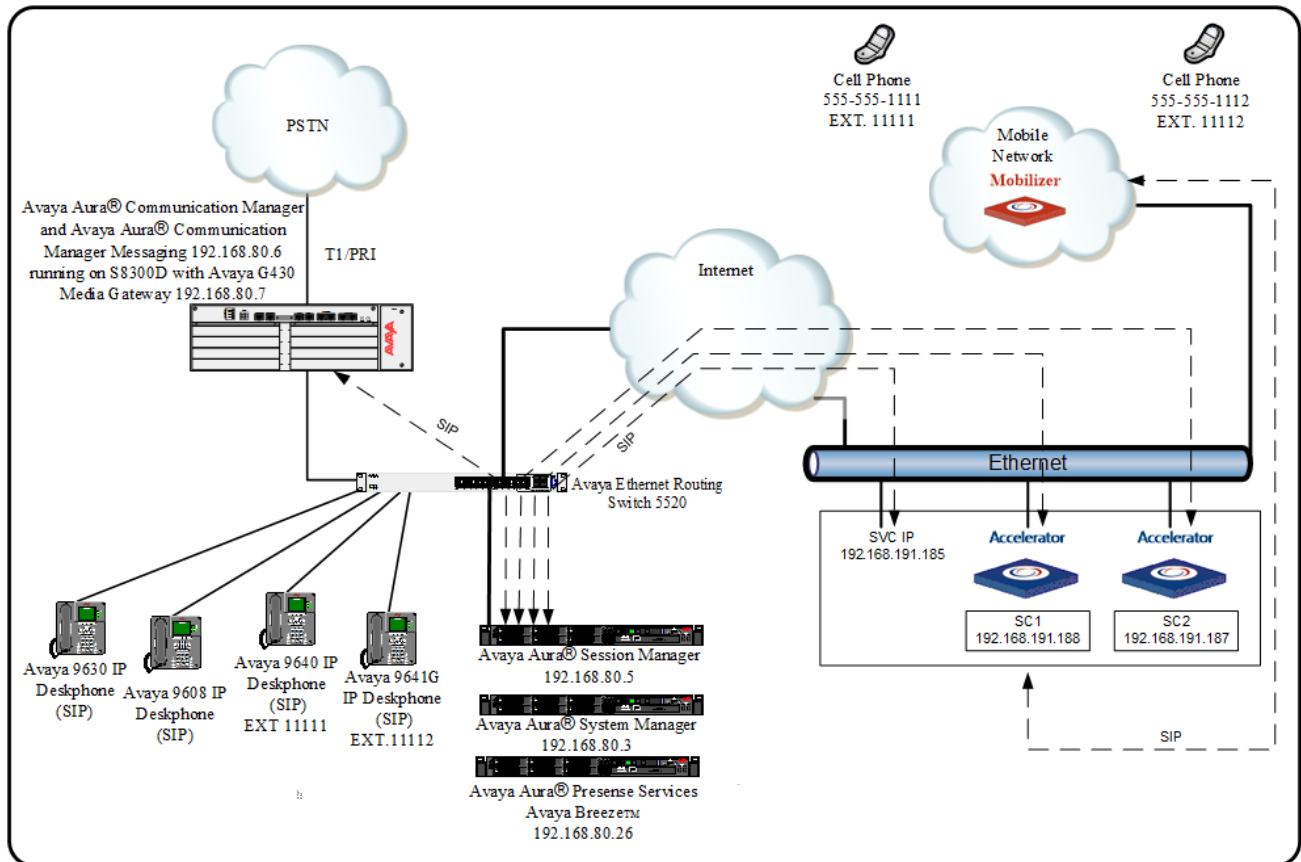 Cell Phone
555-555-1111
EXT. 11111
Cell Phone
555-555-1112
EXT. 11112
PSTN
Mobile
Network
Mobilizer
Avaya Aura® Communication Manager
and Avaya Aura® Communication
Manager Messaging 192.168.80.6
running on S8300D with Avaya G430
Media Gateway 192.168.80.7
T1/PRI
Internet
AVAYA
SIP
SIP
Ethernet
Avaya Ethernet Routing
Switch 5520
SVC IP
192.168.191.185
Accelerator
SC1
192.168.191.188
Accelerator
SC2
192.168.191.187
Avaya 9630 IP
Deskphone
(SIP)
Avaya 9608 IP
Deskphone
(SIP)
Avaya 9640 IP
Deskphone
(SIP)
EXT 11111
Avaya 9641G
IP Deskphone
(SIP)
EXT.11112
Avaya Aura® Session Manager
192.168.80.5
Avaya Aura® System Manager
192.168.80.3
Avaya Aura® Presense Services
Avaya Breeze™
192.168.80.26
SIP